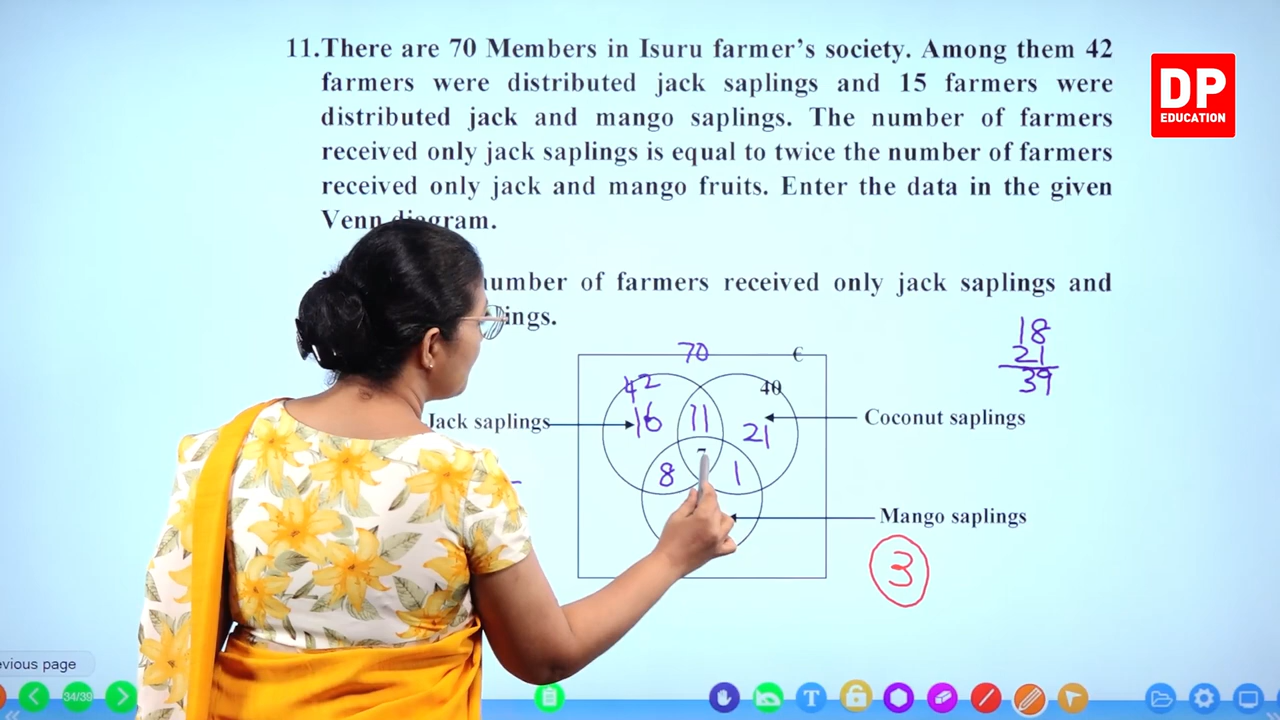 11.There are 70 Members in Isuru farmer's society. Among them 42
farmers were distributed jack saplings and 15 farmers were
distributed jack and mango saplings. The number of farmers
received only jack saplings is equal to twice the number of farmers
received only jack and mango fruits. Enter the data in the given
Venn diagram.
DP
EDUCATION
number of farmers received only jack saplings and
18
21
39
70
€
42
40
16
11
21
Jack saplings
Coconut saplings
8
1
Mango saplings
3
evious page
34/39
T